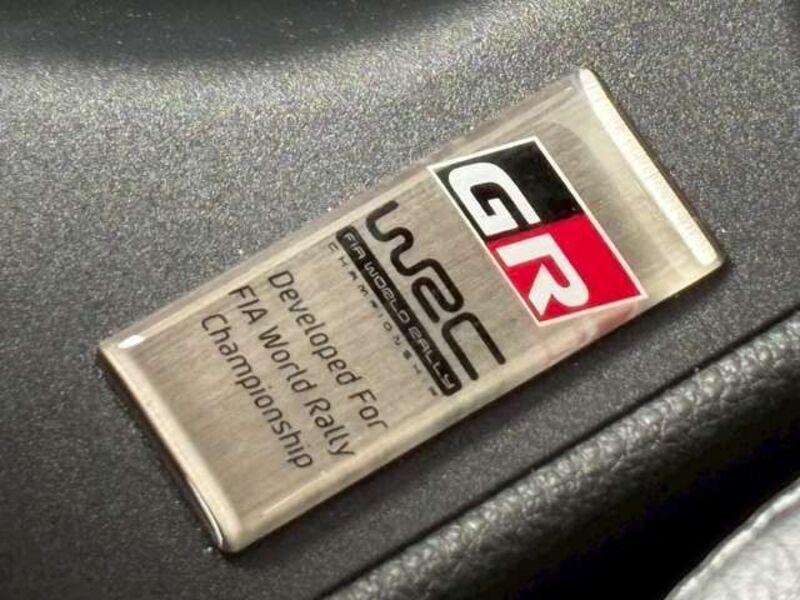 GR
WRC
FIA WORLD RALLY
CHAMPIONSHIP
Developed For
FIA World Rally
Championship